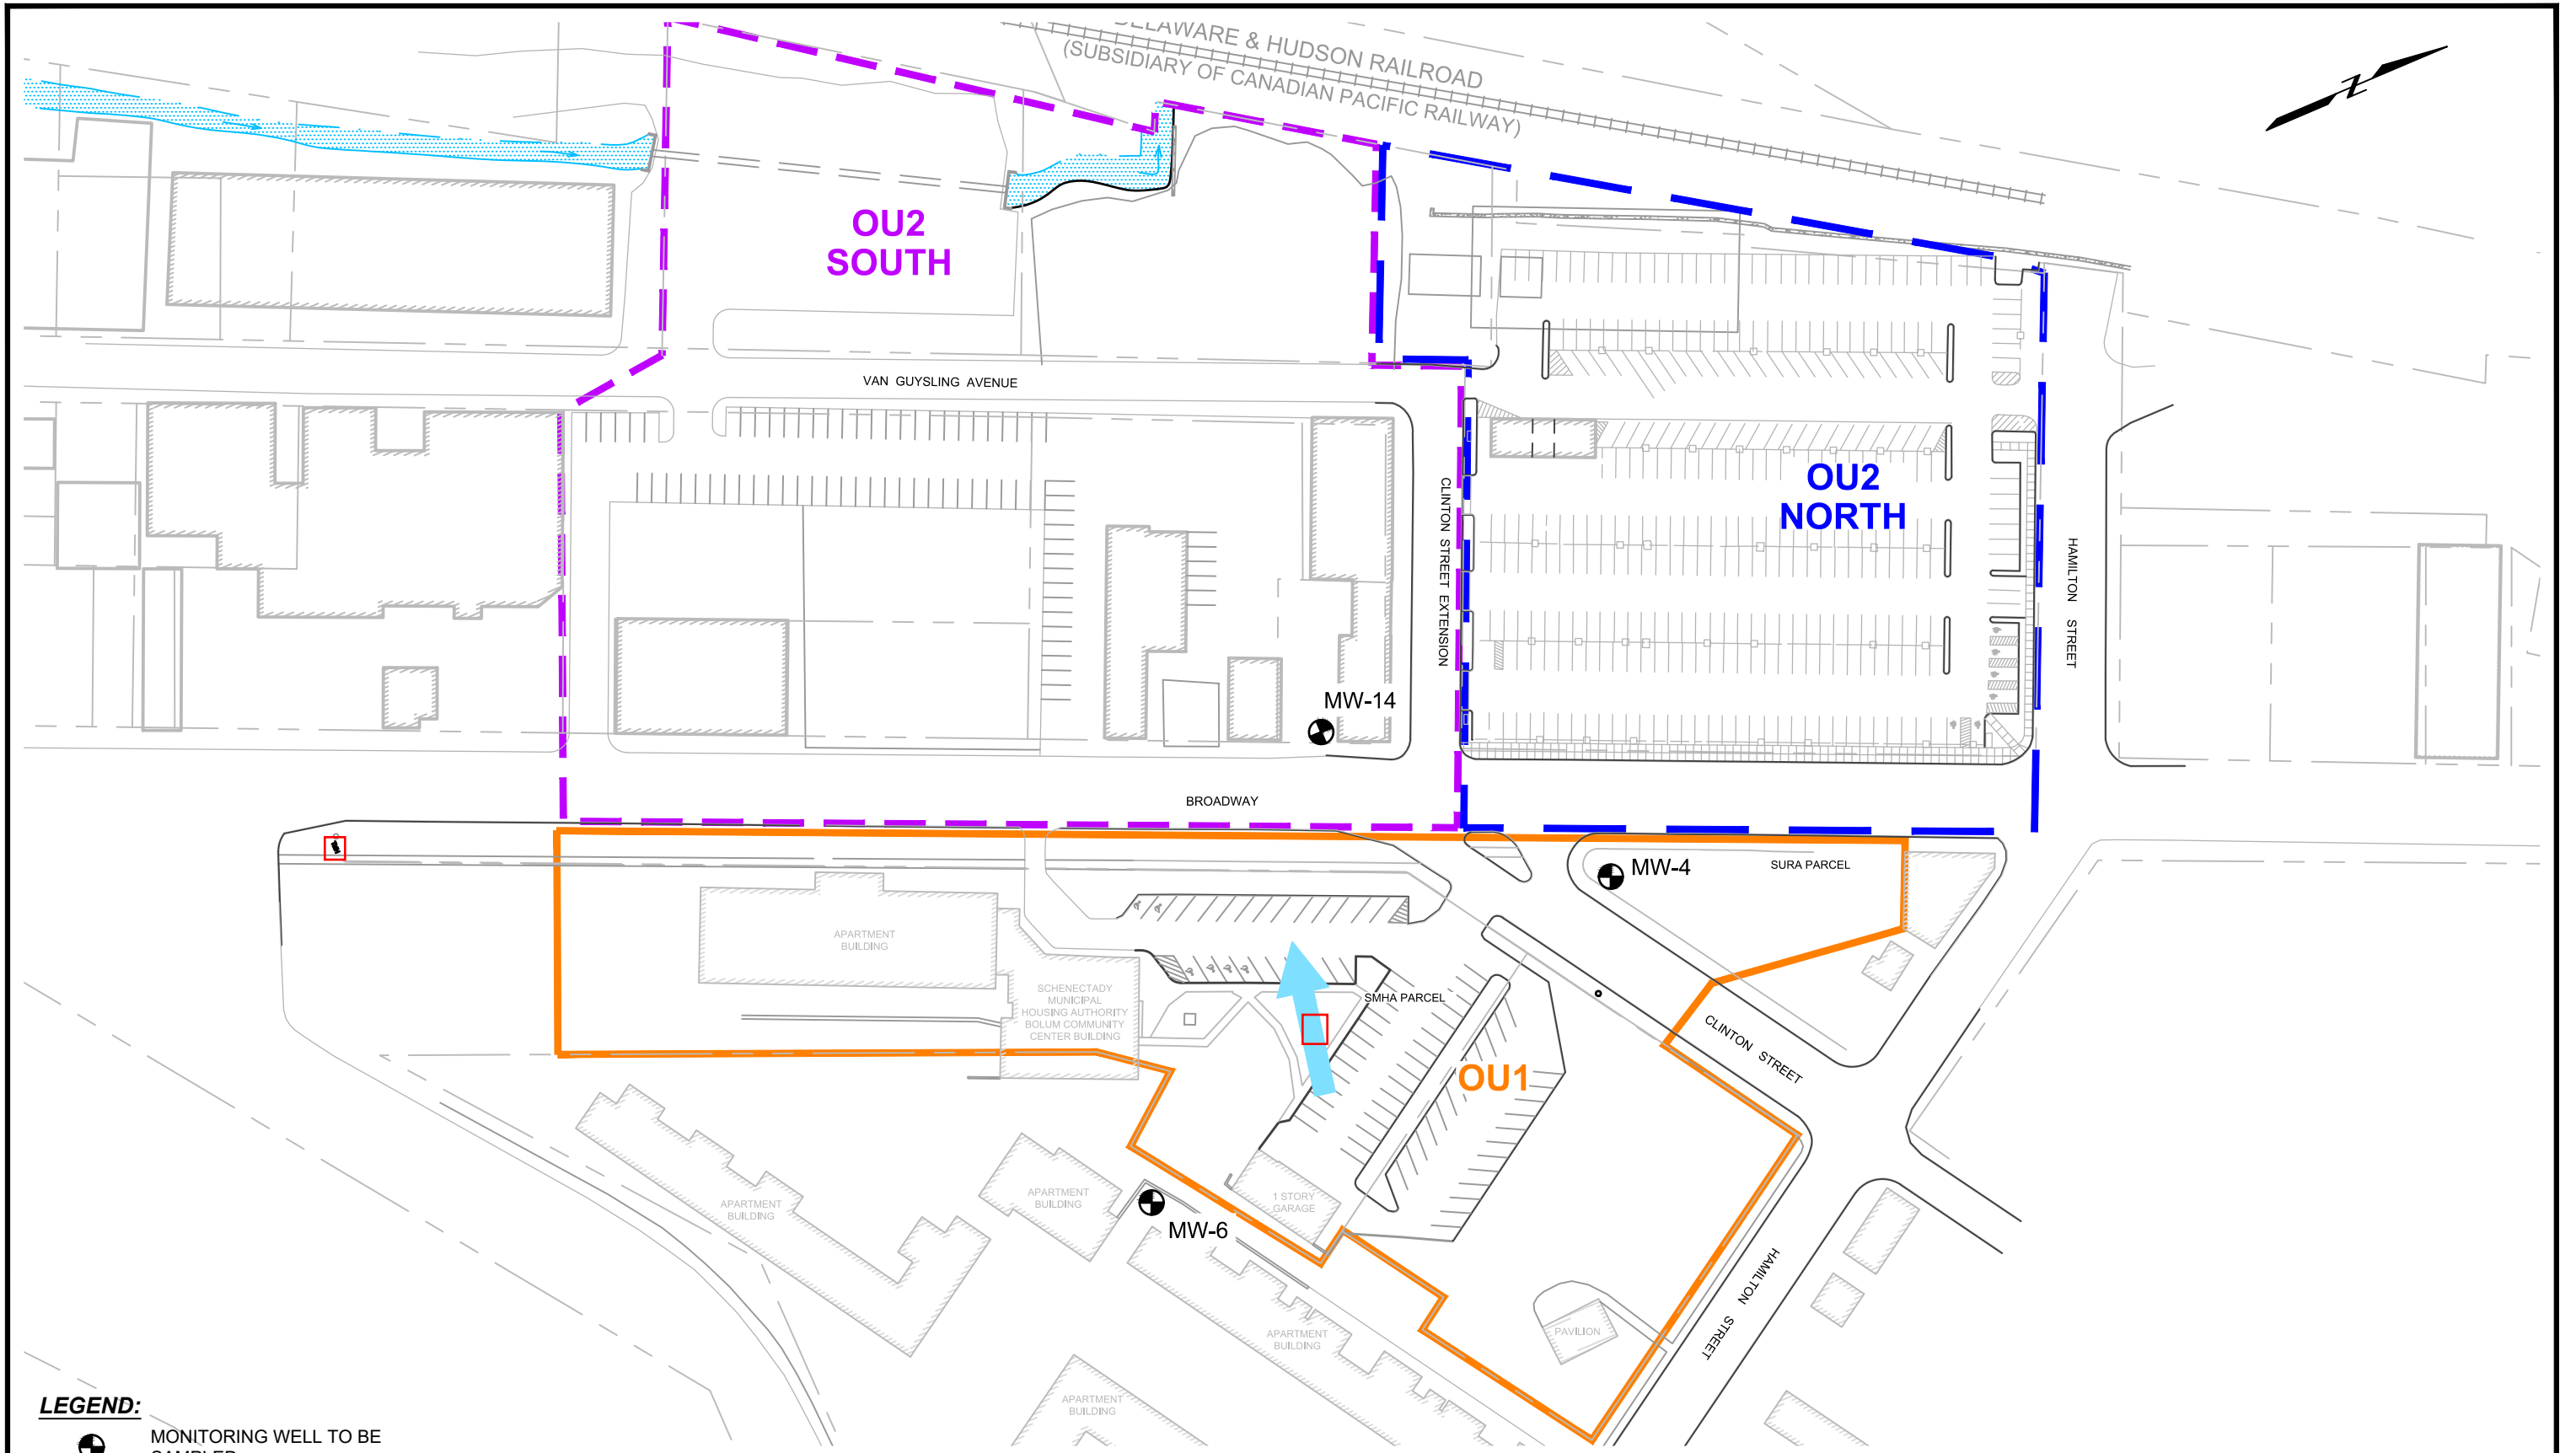 DELAWARE & HUDSON RAILROAD
(SUBSIDIARY OF CANADIAN PACIFIC RAILWAY)
N
OU2
SOUTH
VAN GUYSLING AVENUE
OU2
NORTH
CLINTON STREET EXTENSION
HAMILTON STREET
MW-14
BROADWAY
MW-4
SURA PARCEL
APARTMENT
BUILDING
SCHENECTADY
MUNICIPAL
HOUSING AUTHORITY
BOLUM COMMUNITY
CENTER BUILDING
SMHA PARCEL
CLINTON STREET
OU1
APARTMENT
BUILDING
APARTMENT
BUILDING
1 STORY
GARAGE
MW-6
HAMILTON STREET
APARTMENT
BUILDING
PAVILION
APARTMENT
BUILDING
LEGEND:
MONITORING WELL TO BE
SAMPLED